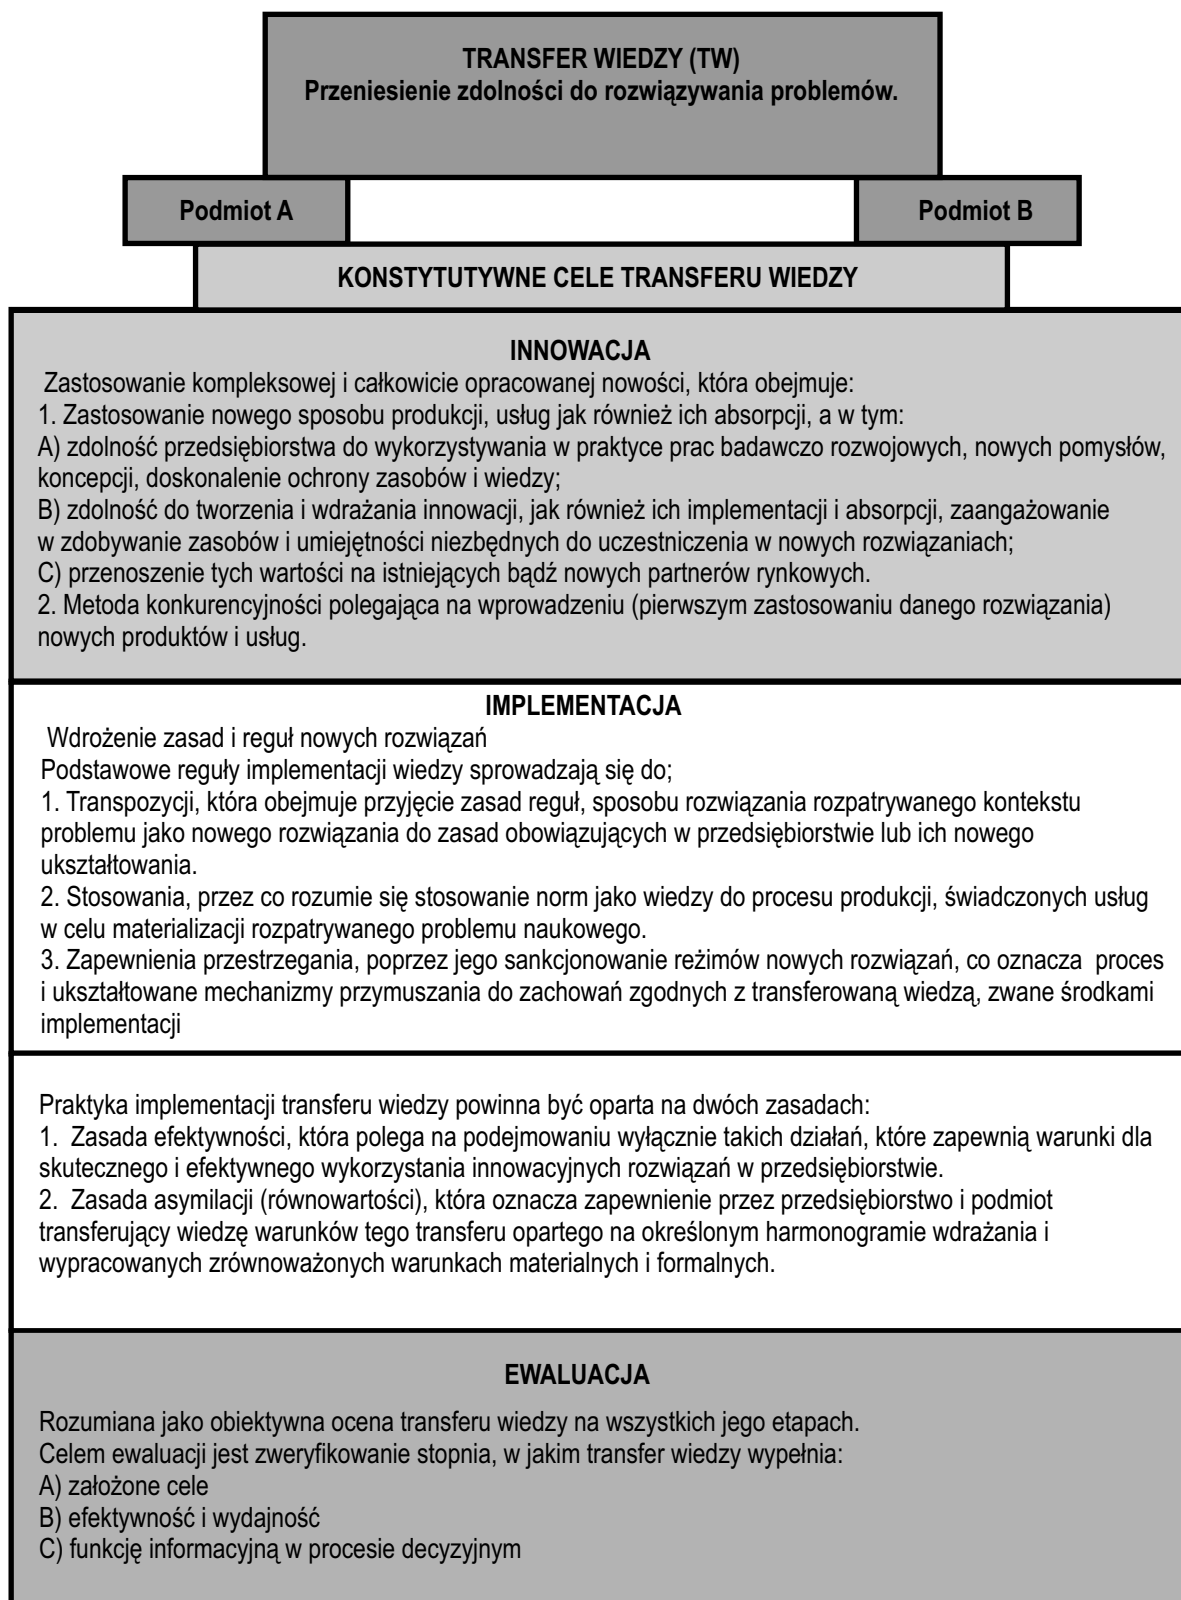 TRANSFER WIEDZY (TW)
Przeniesienie zdolności do rozwiązywania problemów.
Podmiot A
Podmiot B
KONSTYTUTYWNE CELE TRANSFERU WIEDZY
INNOWACJA
Zastosowanie kompleksowej i całkowicie opracowanej nowości, która obejmuje:
1. Zastosowanie nowego sposobu produkcji, usług jak również ich absorpcji, a w tym:
A) zdolność przedsiębiorstwa do wykorzystywania w praktyce prac badawczo rozwojowych, nowych pomysłów,
koncepcji, doskonalenie ochrony zasobów i wiedzy;
B) zdolność do tworzenia i wdrażania innowacji, jak również ich implementacji i absorpcji, zaangażowanie
w zdobywanie zasobów i umiejętności niezbędnych do uczestniczenia w nowych rozwiązaniach;
C) przenoszenie tych wartości na istniejących bądź nowych partnerów rynkowych.
2. Metoda konkurencyjności polegająca na wprowadzeniu (pierwszym zastosowaniu danego rozwiązania)
nowych produktów i usług.
IMPLEMENTACJA
Wdrożenie zasad i reguł nowych rozwiązań
Podstawowe reguły implementacji wiedzy sprowadzają się do;
1. Transpozycji, która obejmuje przyjęcie zasad reguł, sposobu rozwiązania rozpatrywanego kontekstu
problemu jako nowego rozwiązania do zasad obowiązujących w przedsiębiorstwie lub ich nowego
ukształtowania.
2. Stosowania, przez co rozumie się stosowanie norm jako wiedzy do procesu produkcji, świadczonych usług
w celu materializacji rozpatrywanego problemu naukowego.
3. Zapewnienia przestrzegania, poprzez jego sankcjonowanie reżimów nowych rozwiązań, co oznacza proces
i ukształtowane mechanizmy przymuszania do zachowań zgodnych z transferowaną wiedzą, zwane środkami
implementacji
Praktyka implementacji transferu wiedzy powinna być oparta na dwóch zasadach:
1. Zasada efektywności, która polega na podejmowaniu wyłącznie takich działań, które zapewnią warunki dla
skutecznego i efektywnego wykorzystania innowacyjnych rozwiązań w przedsiębiorstwie.
2. Zasada asymilacji (równowartości), która oznacza zapewnienie przez przedsiębiorstwo i podmiot
transferujący wiedzę warunków tego transferu opartego na określonym harmonogramie wdrażania i
wypracowanych zrównoważonych warunkach materialnych i formalnych.
EWALUACJA
Rozumiana jako obiektywna ocena transferu wiedzy na wszystkich jego etapach.
Celem ewaluacji jest zweryfikowanie stopnia, w jakim transfer wiedzy wypełnia:
A) założone cele
B) efektywność i wydajność
C) funkcję informacyjną w procesie decyzyjnym